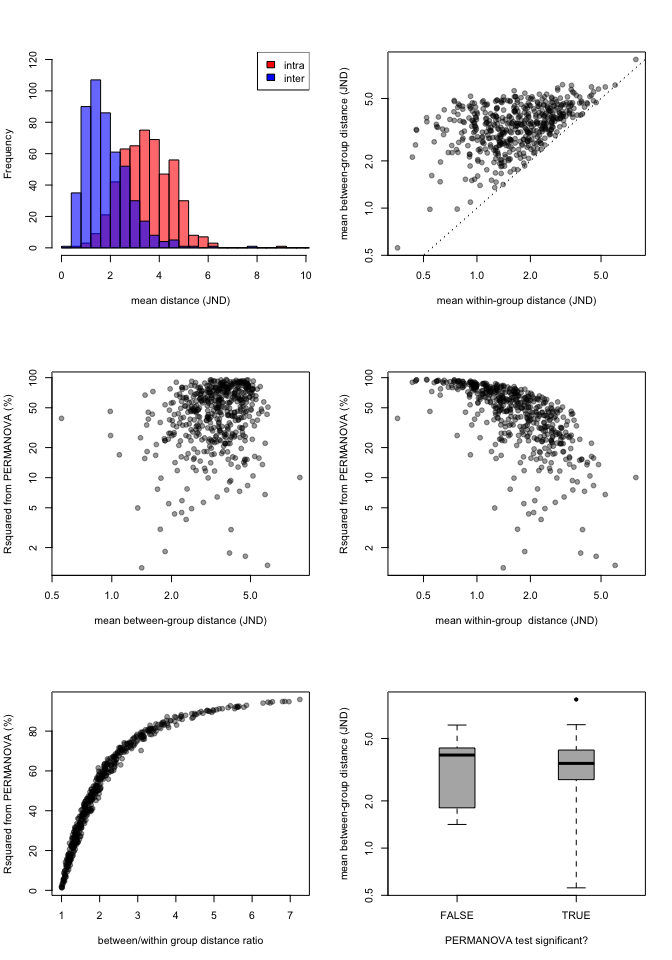 Frequency
120
100
80
60
40
20
0
intra
inter
0 2 4 6 8 10
mean distance (JND)
mean between-group distance (JND)
5.0
2.0
1.0
0.5
0.5 1.0 2.0 5.0
mean within-group distance (JND)
Rsquared from PERMANOVA (%)
100
50
20
10
5
2
0.5 1.0 2.0 5.0
mean between-group distance (JND)
Rsquared from PERMANOVA (%)
100
50
20
10
5
2
0.5 1.0 2.0 5.0
mean within-group  distance (JND)
Rsquared from PERMANOVA (%)
80
60
40
20
0
1 2 3 4 5 6 7
between/within group distance ratio
mean between-group distance (JND)
5.0
2.0
1.0
0.5
FALSE TRUE
PERMANOVA test significant?